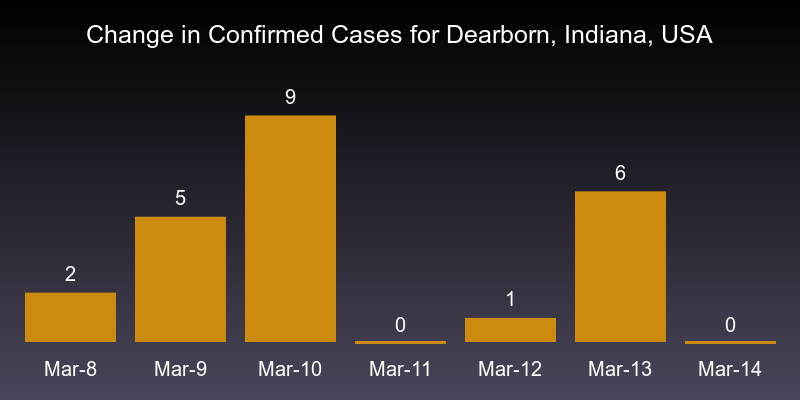 Change in Confirmed Cases for Dearborn, Indiana, USA
2 5 9 0 1 6 0
Mar-8 Mar-9 Mar-10 Mar-11 Mar-12 Mar-13 Mar-14